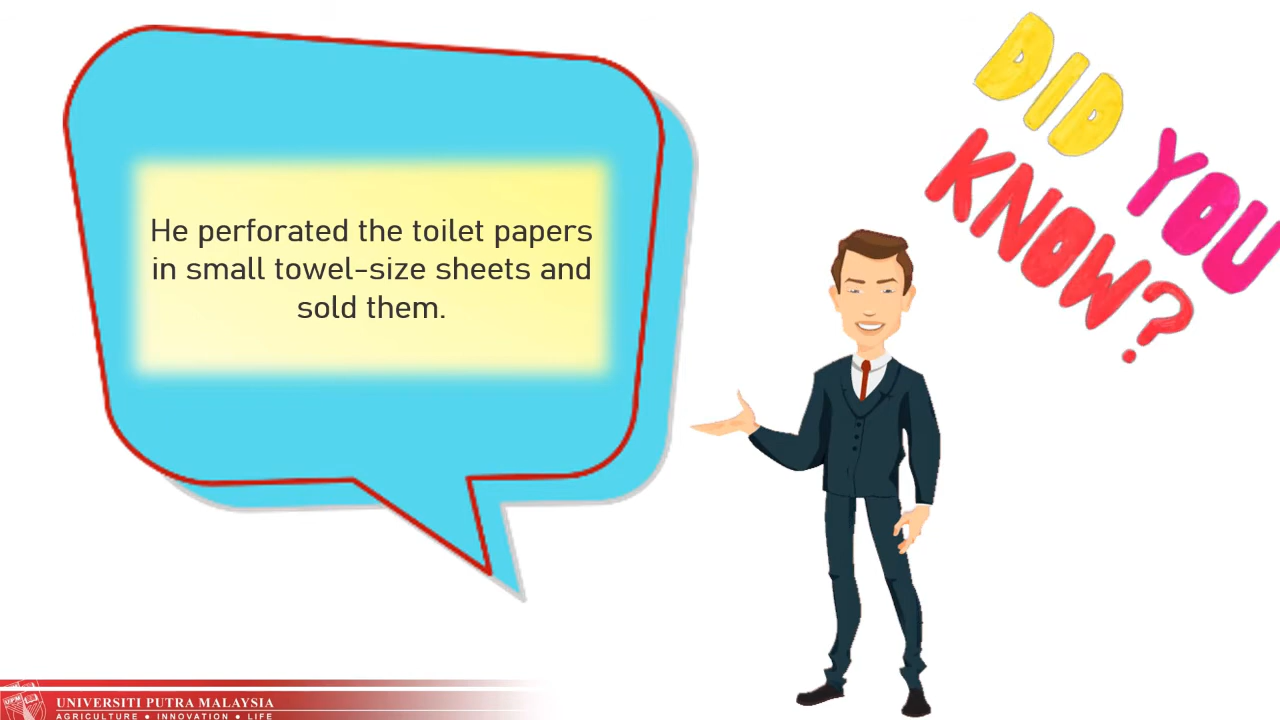 He perforated the toilet papers
in small towel-size sheets and
sold them.
DID YOU
KNOW?
UPM
UNIVERSITI PUTRA MALAYSIA
AGRICULTURE ● INNOVATION ● LIFE